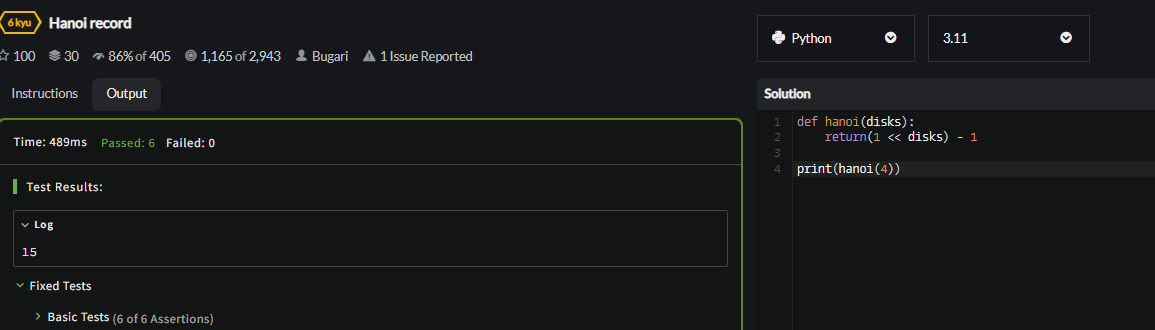 6 kyu Hanoi record
100 30 86% of 405 1,165 of 2,943 Bugari 1 Issue Reported
Instructions Output
Time: 489ms Passed: 6 Failed: 0
Test Results:
Log
15
Fixed Tests
Basic Tests (6 of 6 Assertions)
Python 3.11
Solution
1 def hanoi(disks):
2 return(1 << disks) - 1
3
4 print(hanoi(4))